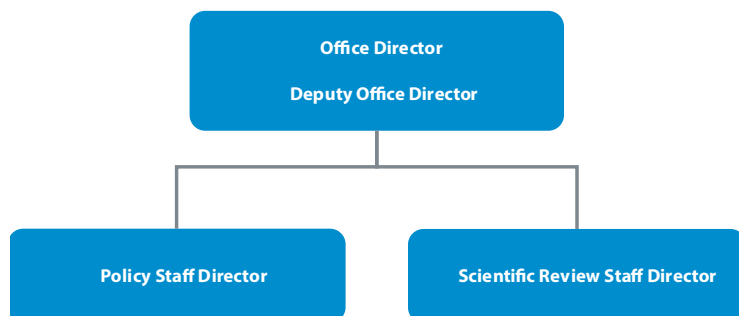 Office Director
Deputy Office Director
Policy Staff Director
Scientific Review Staff Director